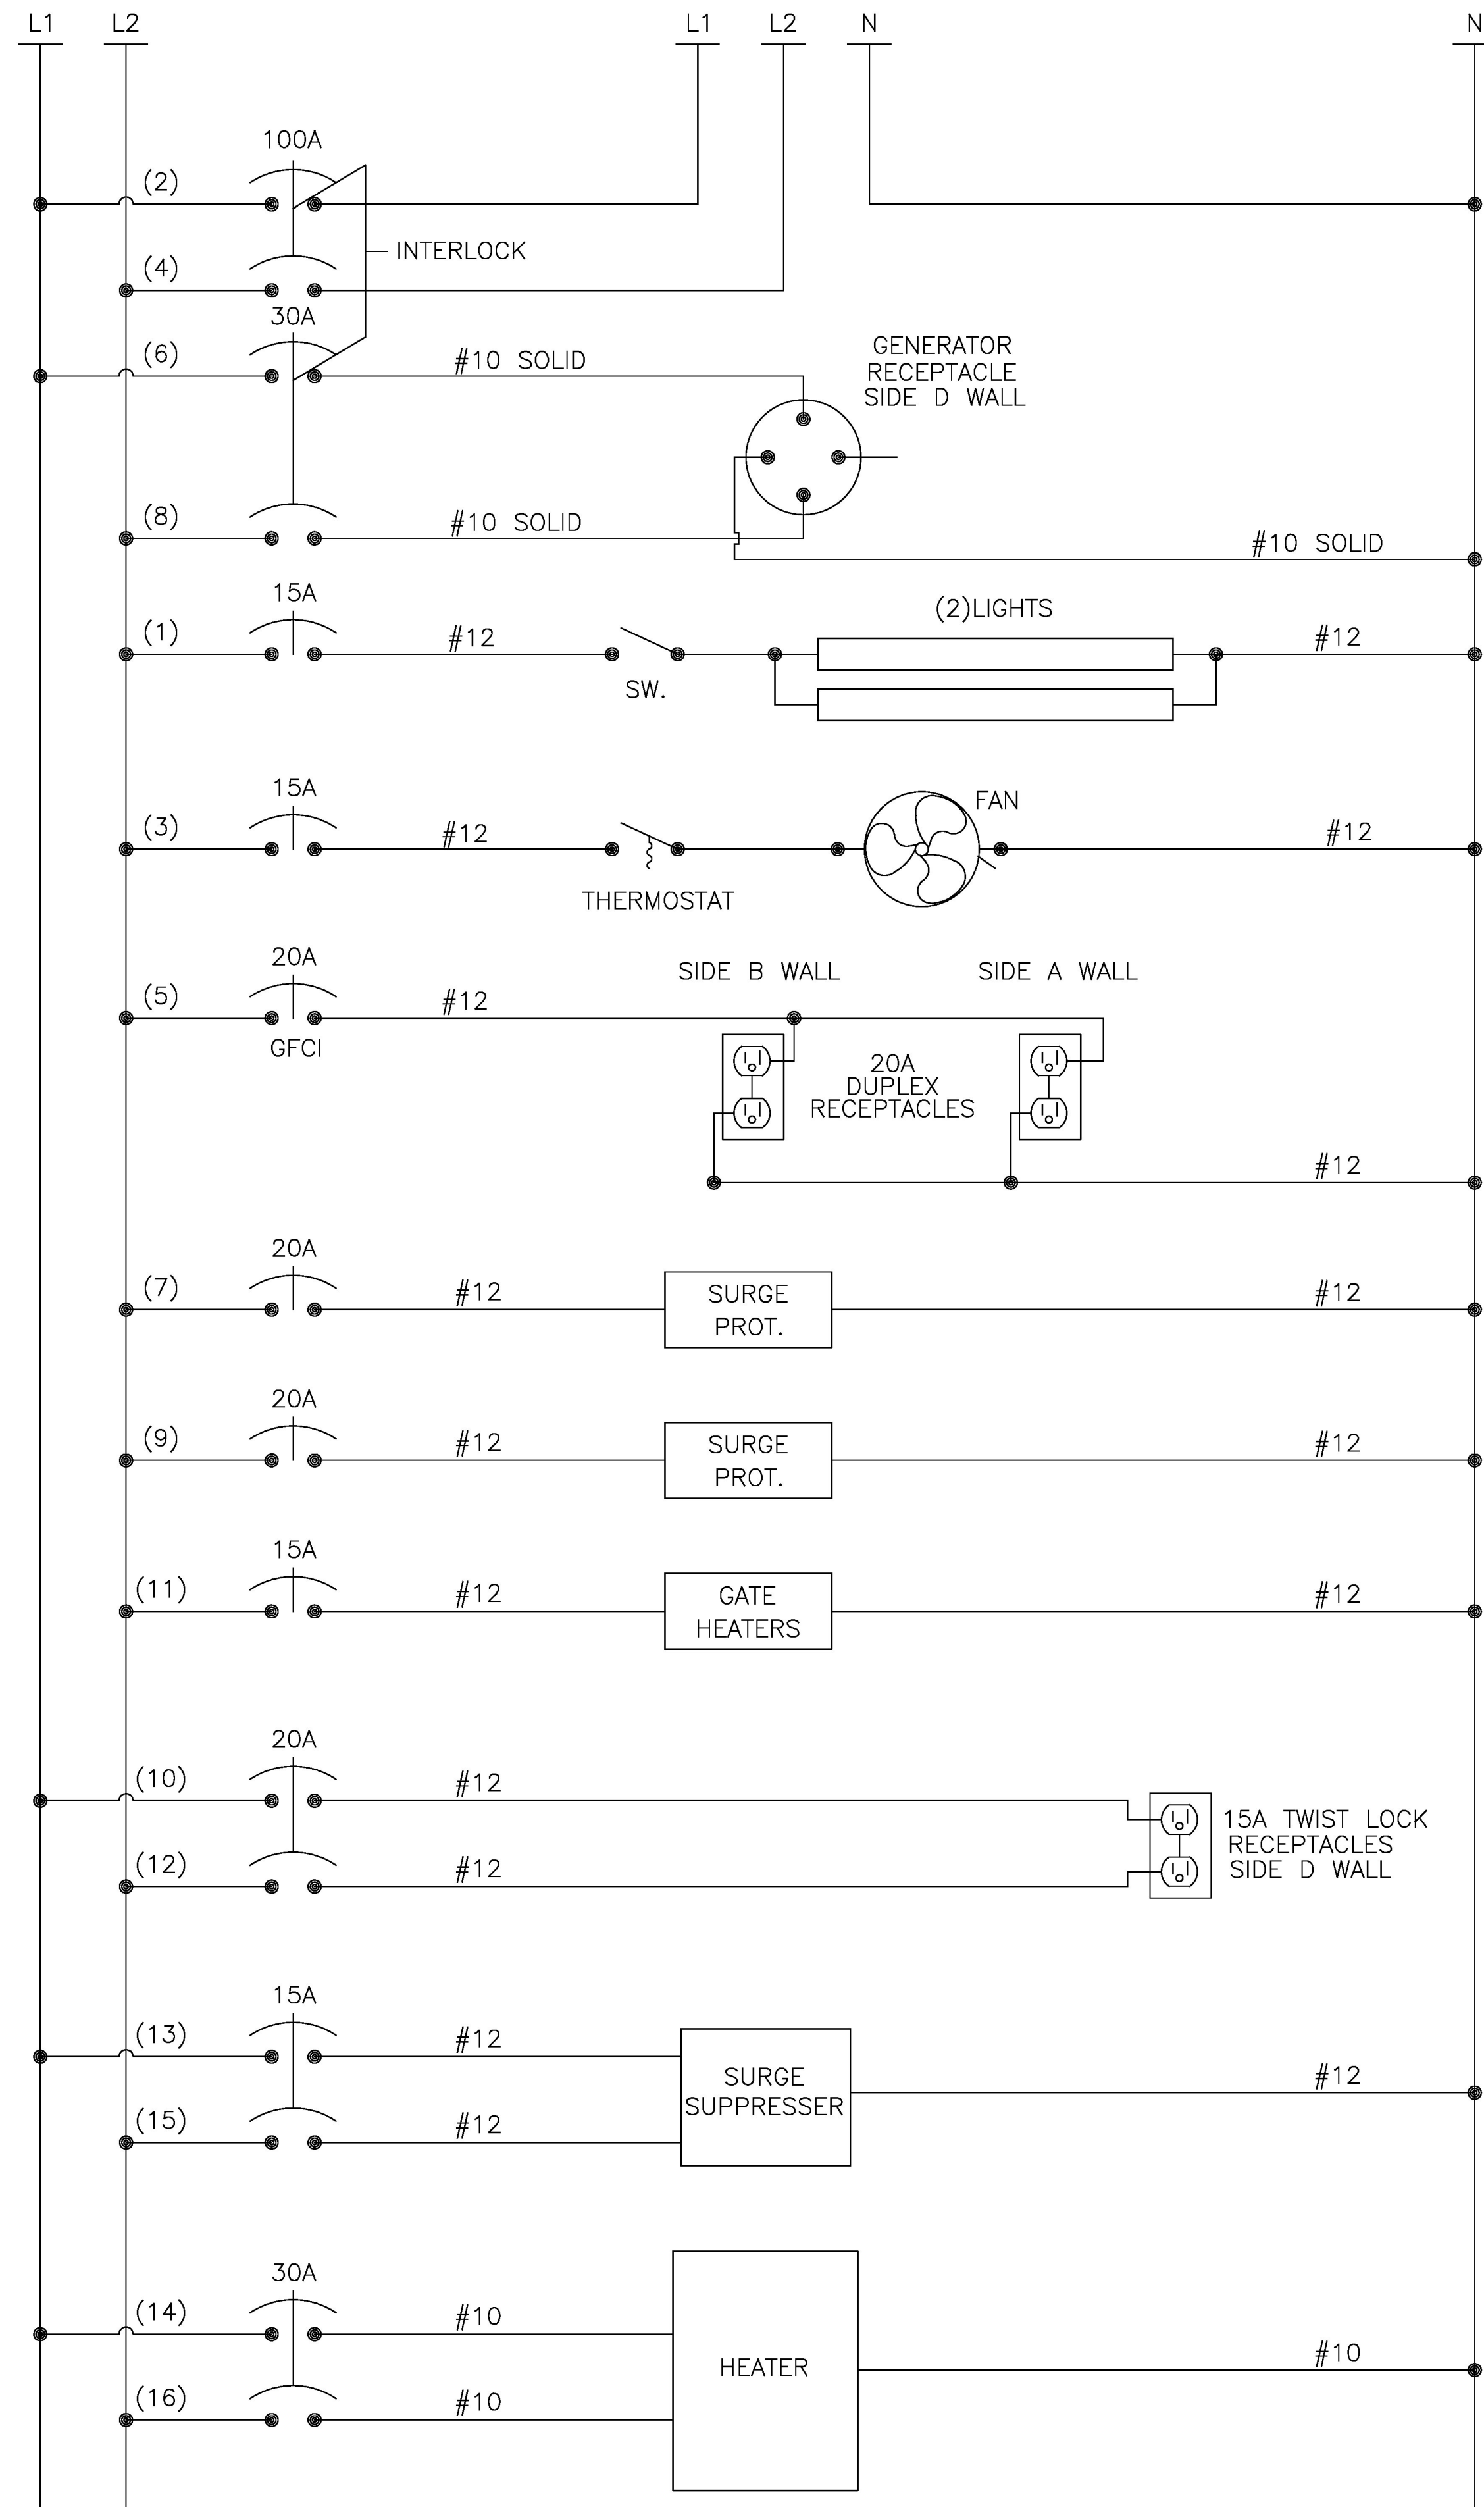 L1 L2 L1 L2 N N
100A
(2)
INTERLOCK
(4)
30A
(6) #10 SOLID
GENERATOR
RECEPTACLE
SIDE D WALL
(8) #10 SOLID
#10 SOLID
15A
(2)LIGHTS
(1) #12 #12
SW.
15A
FAN
(3) #12 #12
THERMOSTAT
20A
SIDE B WALL SIDE A WALL
(5) #12
GFCI
20A
DUPLEX
RECEPTACLES
#12
20A
(7) #12 #12
SURGE
PROT.
20A
(9) #12 #12
SURGE
PROT.
15A
(11) #12 #12
GATE
HEATERS
20A
(10) #12
15A TWIST LOCK
RECEPTACLES
SIDE D WALL
(12) #12
15A
(13) #12
SURGE
SUPPRESSER
#12
(15) #12
30A
(14) #10
HEATER
#10
(16) #10